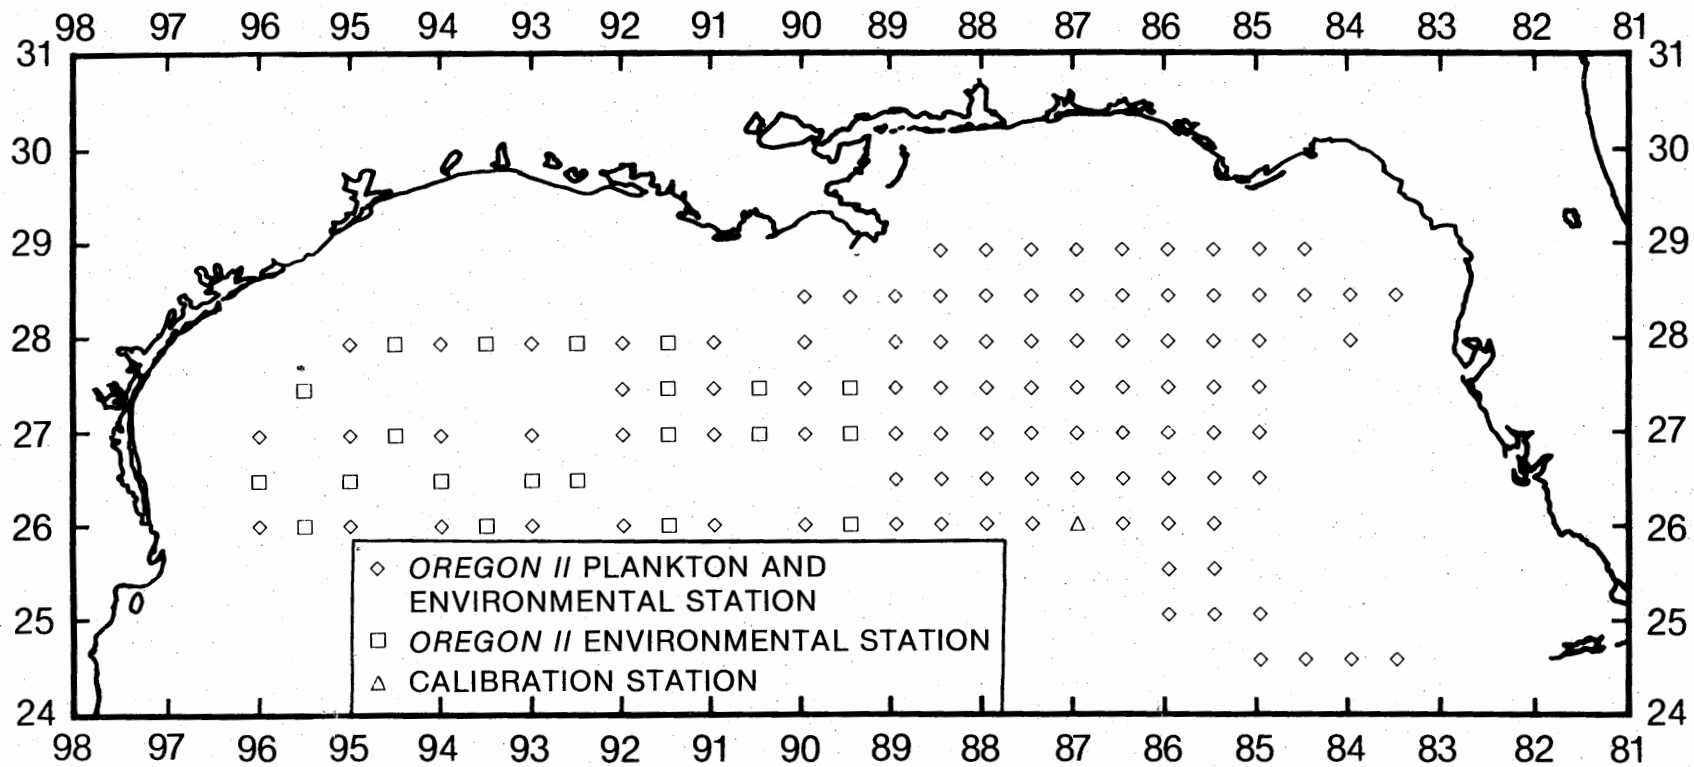 98 97 96 95 94 93 92 91 90 89 88 87 86 85 84 83 82 81
31 31
30 30
29 29
28 28
27 27
26 26
OREGON II PLANKTON AND
ENVIRONMENTAL STATION
25 25
OREGON II ENVIRONMENTAL STATION
CALIBRATION STATION
24 24
98 97 96 95 94 93 92 91 90 89 88 87 86 85 84 83 82 81